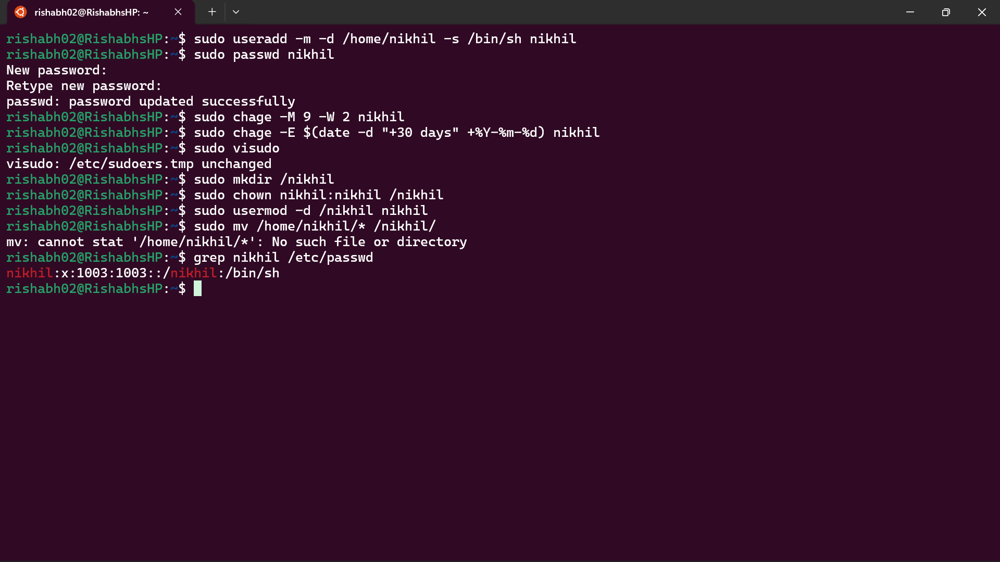 rishabh02@RishabhsHP: ~
rishabh02@RishabhsHP:~$ sudo useradd -m -d /home/nikhil -s /bin/sh nikhil
rishabh02@RishabhsHP:~$ sudo passwd nikhil
New password:
Retype new password:
passwd: password updated successfully
rishabh02@RishabhsHP:~$ sudo chage -M 9 -W 2 nikhil
rishabh02@RishabhsHP:~$ sudo chage -E $(date -d "+30 days" +%Y-%m-%d) nikhil
rishabh02@RishabhsHP:~$ sudo visudo
visudo: /etc/sudoers.tmp unchanged
rishabh02@RishabhsHP:~$ sudo mkdir /nikhil
rishabh02@RishabhsHP:~$ sudo chown nikhil:nikhil /nikhil
rishabh02@RishabhsHP:~$ sudo usermod -d /nikhil nikhil
rishabh02@RishabhsHP:~$ sudo mv /home/nikhil/* /nikhil/
mv: cannot stat '/home/nikhil/*': No such file or directory
rishabh02@RishabhsHP:~$ grep nikhil /etc/passwd
nikhil:x:1003:1003::/nikhil:/bin/sh
rishabh02@RishabhsHP:~$